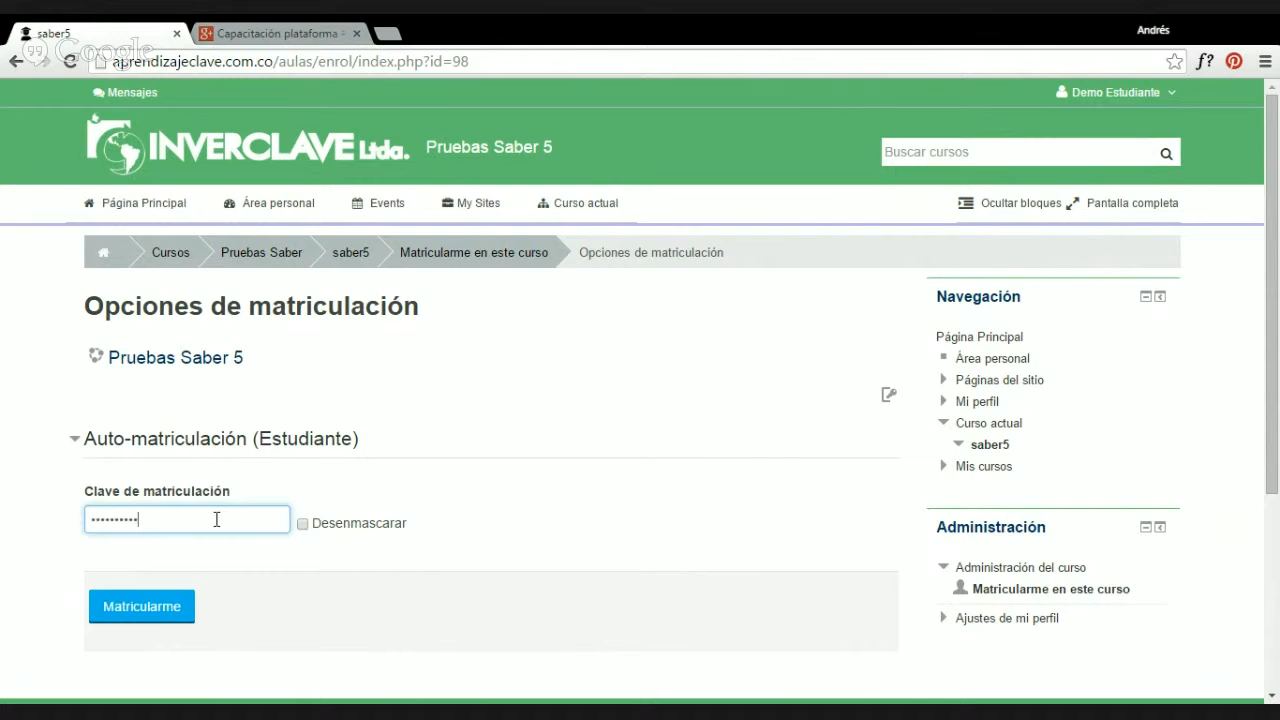 saber5
Capacitación plataforma
Andrés
Google
aprendizajeclave.com.co/aulas/enrol/index.php?id=98
f?
Mensajes
Demo Estudiante
INVERCLAVE Ltda.
Pruebas Saber 5
Buscar cursos
Página Principal
Área personal
Events
My Sites
Curso actual
Ocultar bloques
Pantalla completa
Cursos
Pruebas Saber
saber5
Matricularme en este curso
Opciones de matriculación
Opciones de matriculación
Pruebas Saber 5
Auto-matriculación (Estudiante)
Clave de matriculación
••••••••••
Desenmascarar
Matricularme
Navegación
Página Principal
Área personal
Páginas del sitio
Mi perfil
Curso actual
saber5
Mis cursos
Administración
Administración del curso
Matricularme en este curso
Ajustes de mi perfil